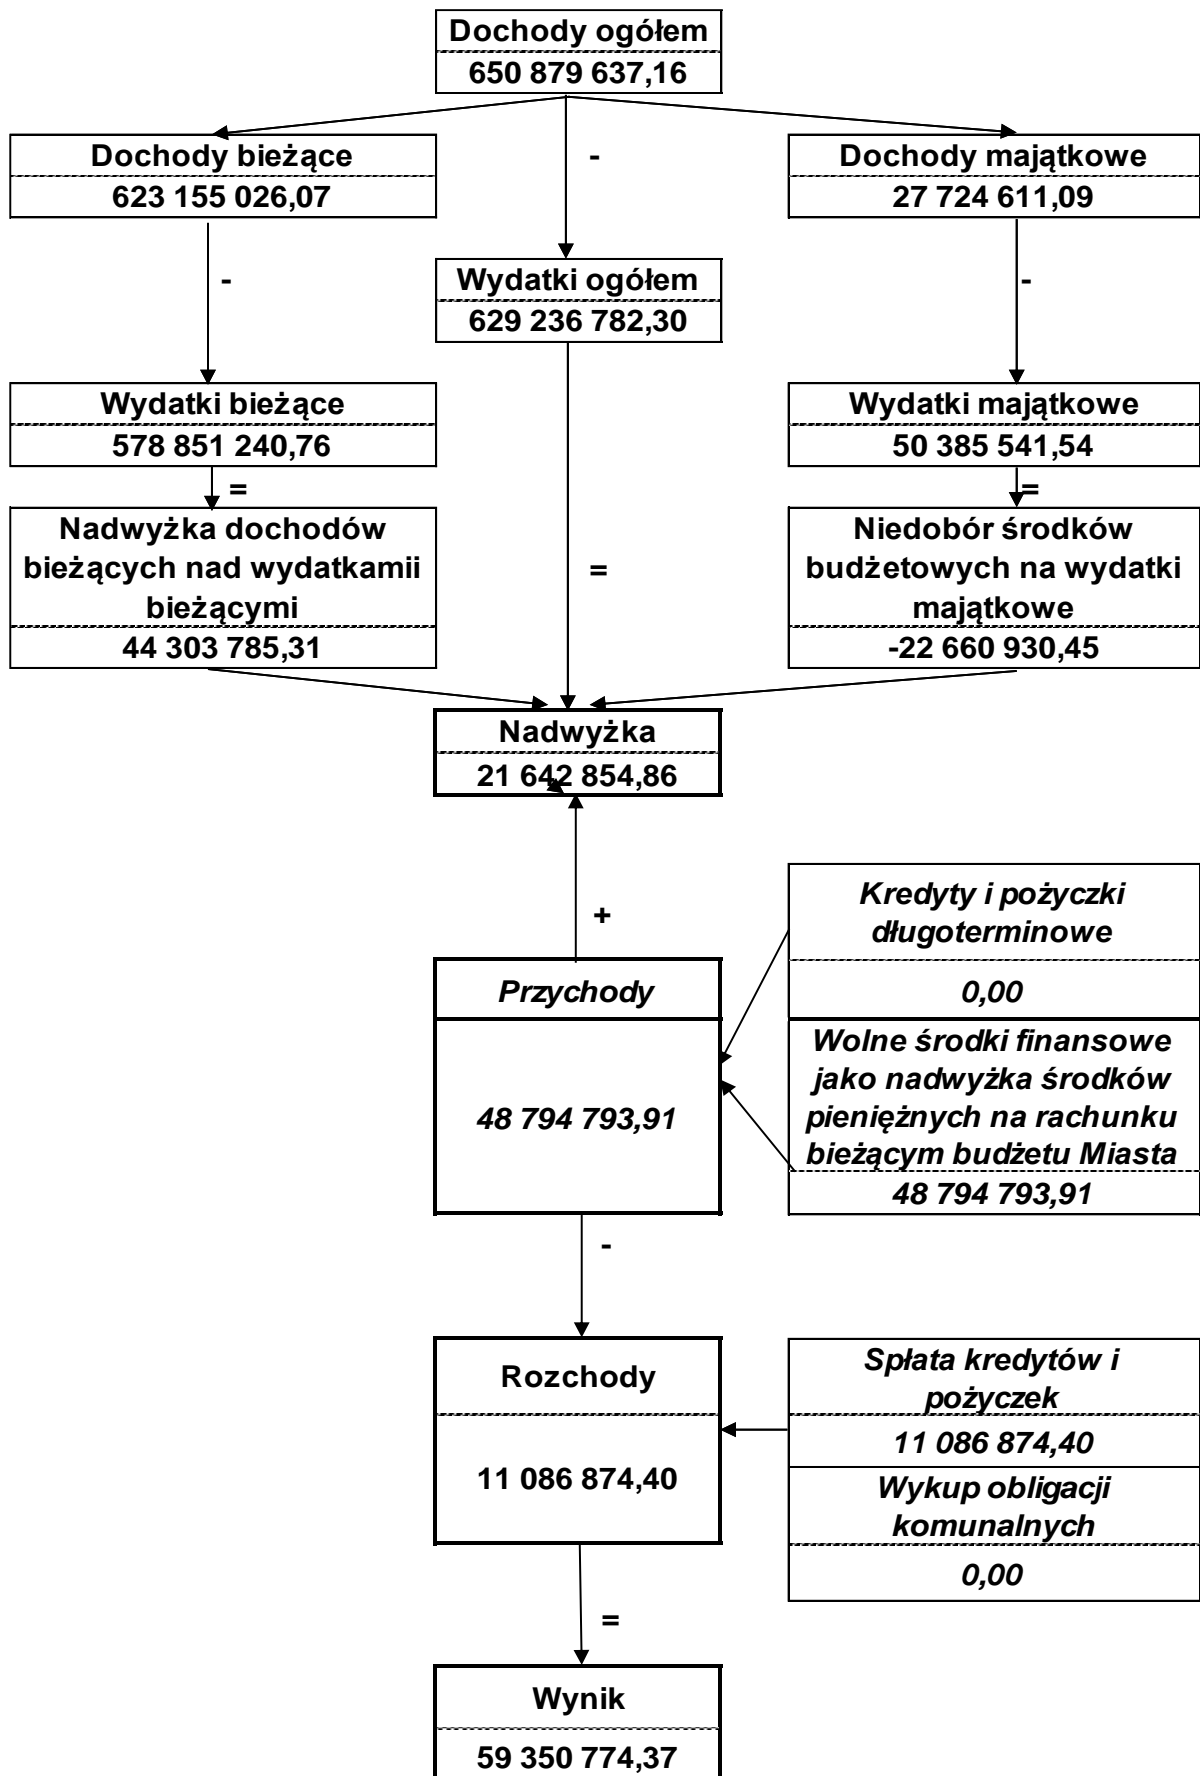 Dochody ogółem
650 879 637,16
Dochody bieżące
623 155 026,07
-
Dochody majątkowe
27 724 611,09
-
Wydatki ogółem
629 236 782,30
-
Wydatki bieżące
578 851 240,76
Wydatki majątkowe
50 385 541,54
=
=
Nadwyżka dochodów
bieżących nad wydatkamii
bieżącymi
44 303 785,31
=
Niedobór środków
budżetowych na wydatki
majątkowe
-22 660 930,45
Nadwyżka
21 642 854,86
+
Kredyty i pożyczki
długoterminowe
0,00
Przychody
48 794 793,91
Wolne środki finansowe
jako nadwyżka środków
pieniężnych na rachunku
bieżącym budżetu Miasta
48 794 793,91
-
Rozchody
11 086 874,40
Spłata kredytów i
pożyczek
11 086 874,40
Wykup obligacji
komunalnych
0,00
=
Wynik
59 350 774,37